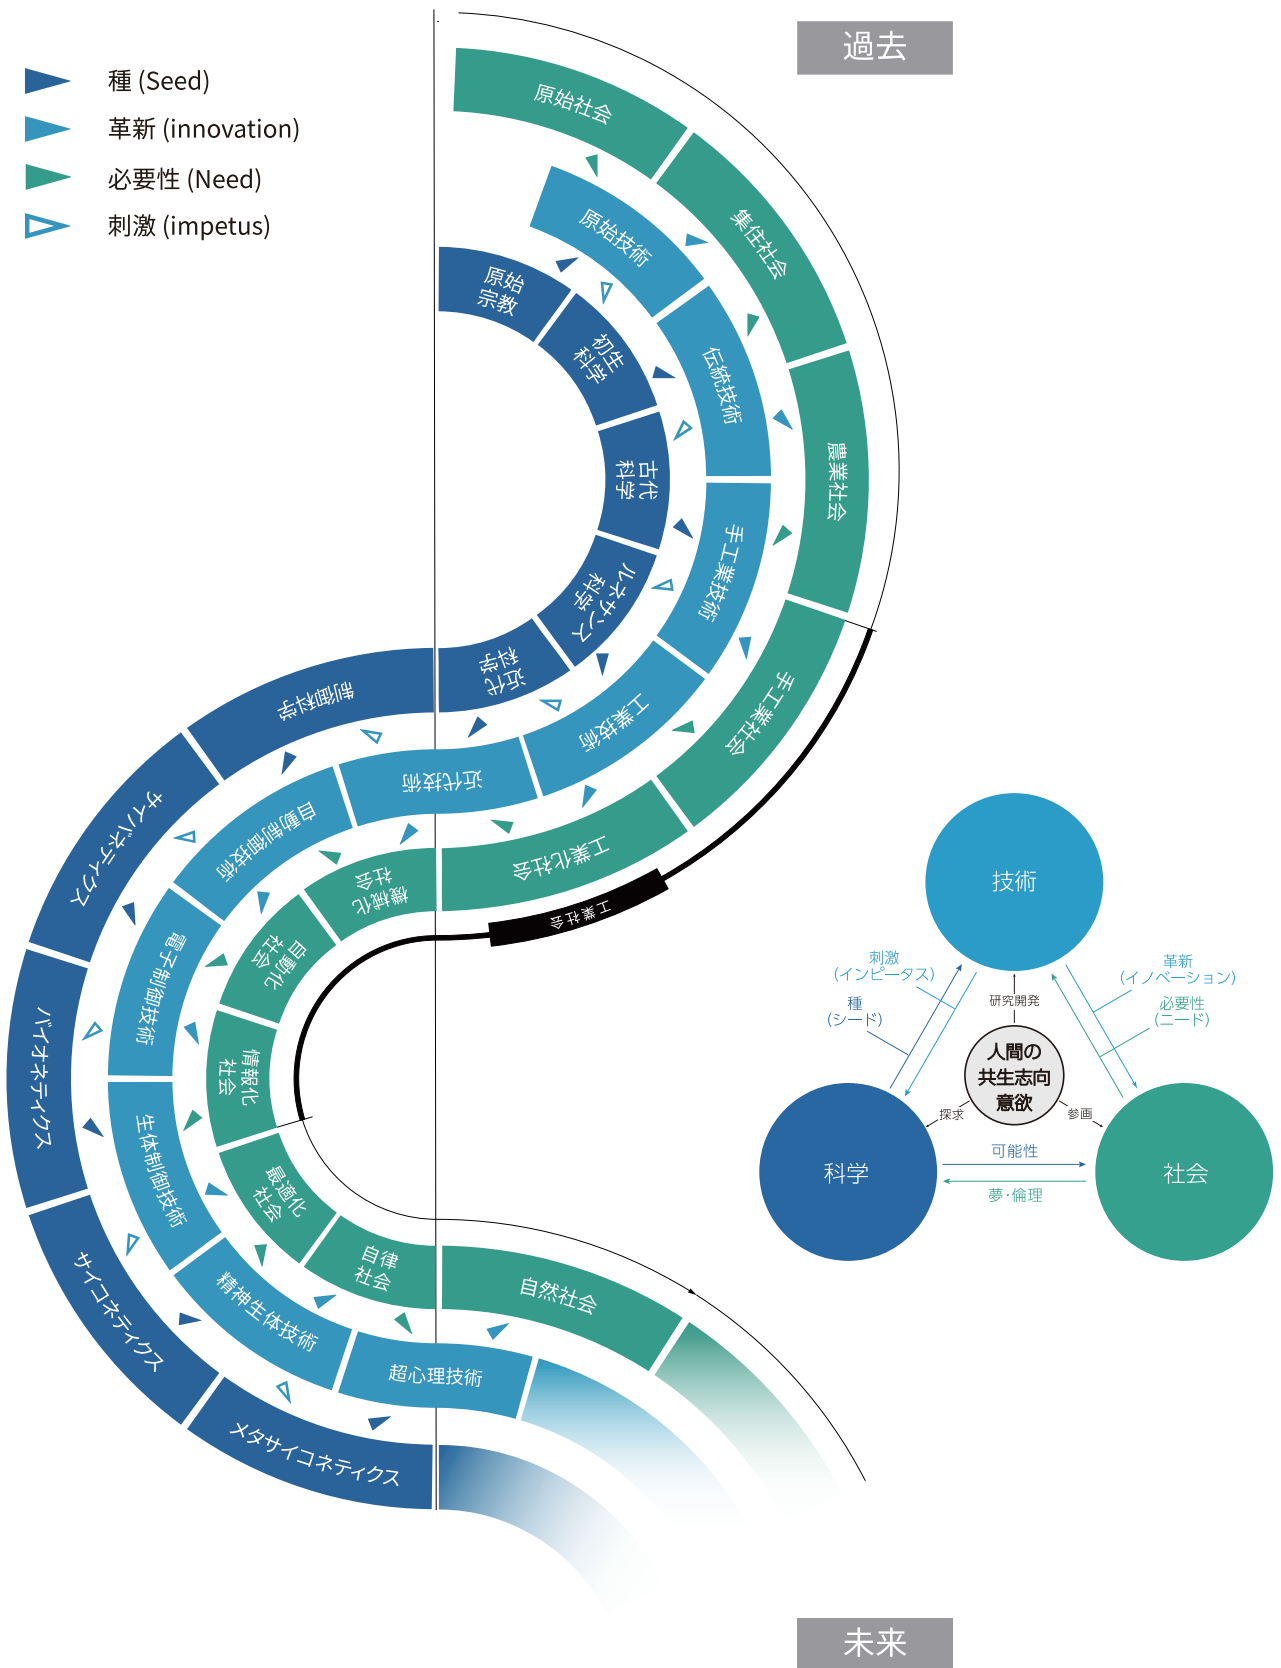 過去
種 (Seed)
革新 (innovation)
必要性 (Need)
刺激 (impetus)
原始社会
集住社会
農業社会
手工業社会
工業化社会
機械化
社会
自動化
社会
情報化
社会
最適化
社会
自律
社会
自然社会
原始技術
伝統技術
手工業技術
工業技術
近代技術
自動制御技術
電子制御技術
生体制御技術
精神生体技術
超心理技術
原始
宗教
初生
科学
古代
科学
ルネサンス
科学
近代
科学
制御科学
サイバネティクス
バイオネティクス
サイコネティクス
メタサイコネティクス
工業社会
技術
刺激
(インピータス)
革新
(イノベーション)
種
(シード)
必要性
(ニード)
研究開発
人間の
共生志向
意欲
探求
参画
科学
可能性
夢・倫理
社会
未来